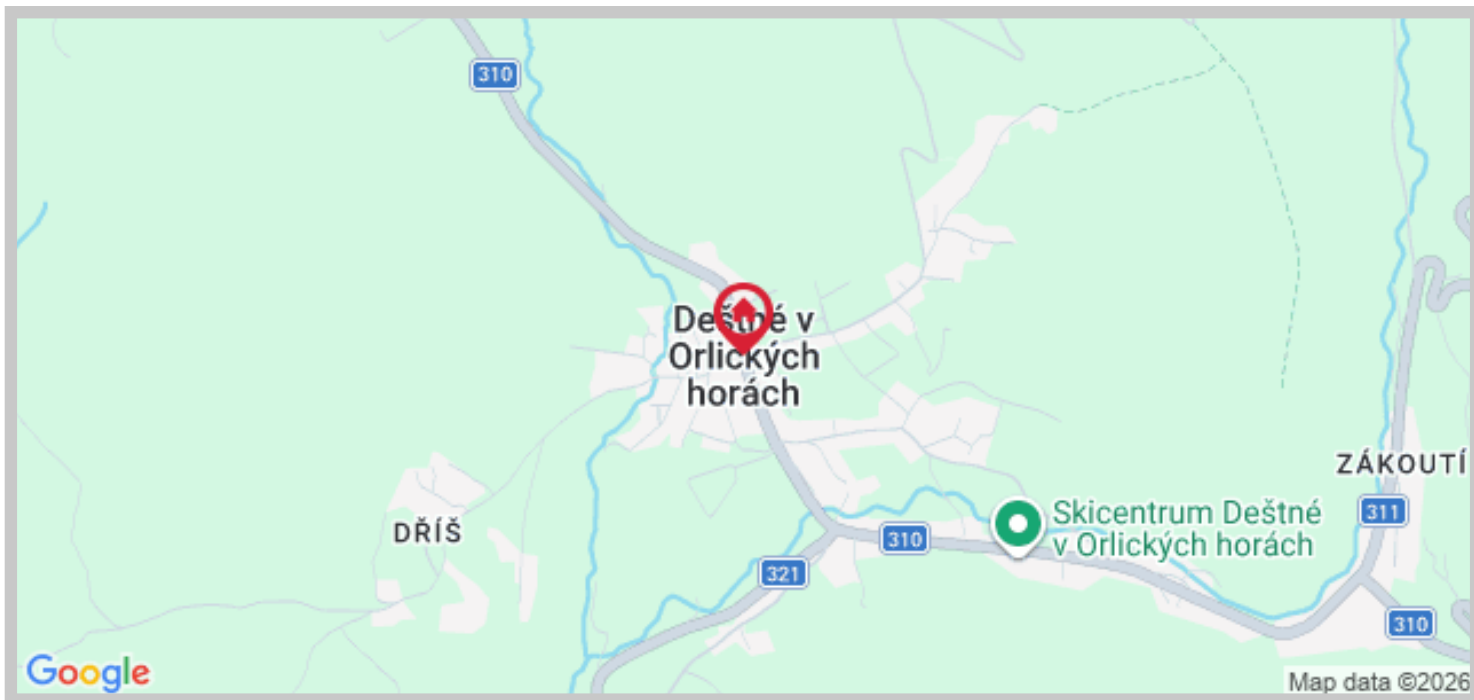 310
Deštné v
Orlických
horách
ZÁKOUTÍ
DŘÍŠ
Skicentrum Deštné
v Orlických horách
311
310
321
310
Google
Map data ©2026